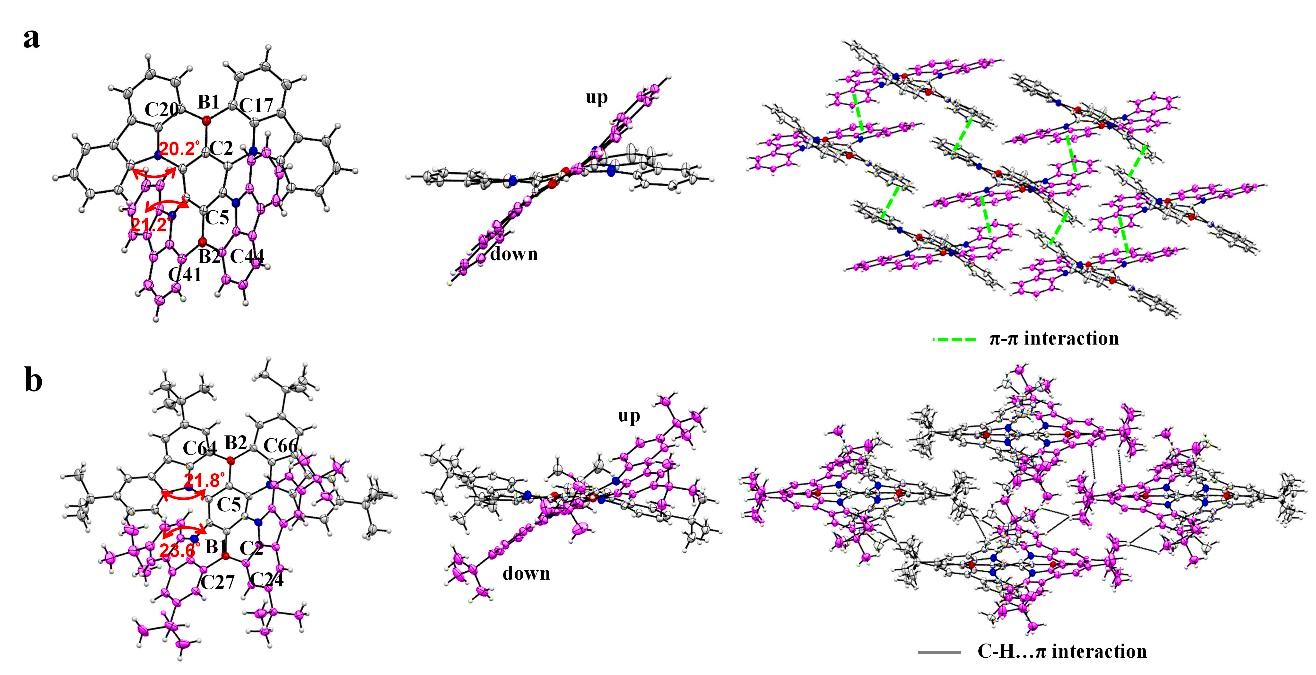 a
C20 B1 C17
20.2° C2
21.2° C5
B2 C44
C41
up
down
π-π interaction
b
C64 B2 C66
21.8°
C5
B1 C2
23.6°
C27 C24
up
down
C-H…π interaction